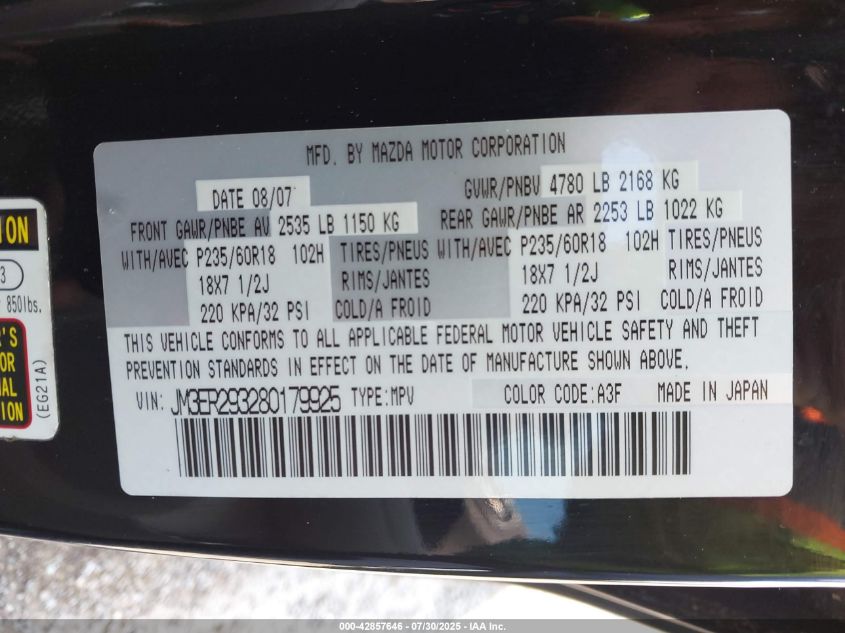 MFD. BY MAZDA MOTOR CORPORATION
DATE 08/07
GVWR/PNBV 4780 LB 2168 KG
FRONT GAWR/PNBE AV 2535 LB 1150 KG
REAR GAWR/PNBE AR 2253 LB 1022 KG
WITH/AVEC P235/60R18 102H TIRES/PNEUS
WITH/AVEC P235/60R18 102H TIRES/PNEUS
18X7 1/2J RIMS/JANTES
18X7 1/2J RIMS/JANTES
220 KPA/32 PSI COLD/A FROID
220 KPA/32 PSI COLD/A FROID
THIS VEHICLE CONFORMS TO ALL APPLICABLE FEDERAL MOTOR VEHICLE SAFETY AND THEFT
PREVENTION STANDARDS IN EFFECT ON THE DATE OF MANUFACTURE SHOWN ABOVE.
VIN: JM3ER293280179925 TYPE:MPV COLOR CODE:A3F MADE IN JAPAN
850lbs.
(EG21A)
000-42857646 - 07/30/2025 - IAA Inc.